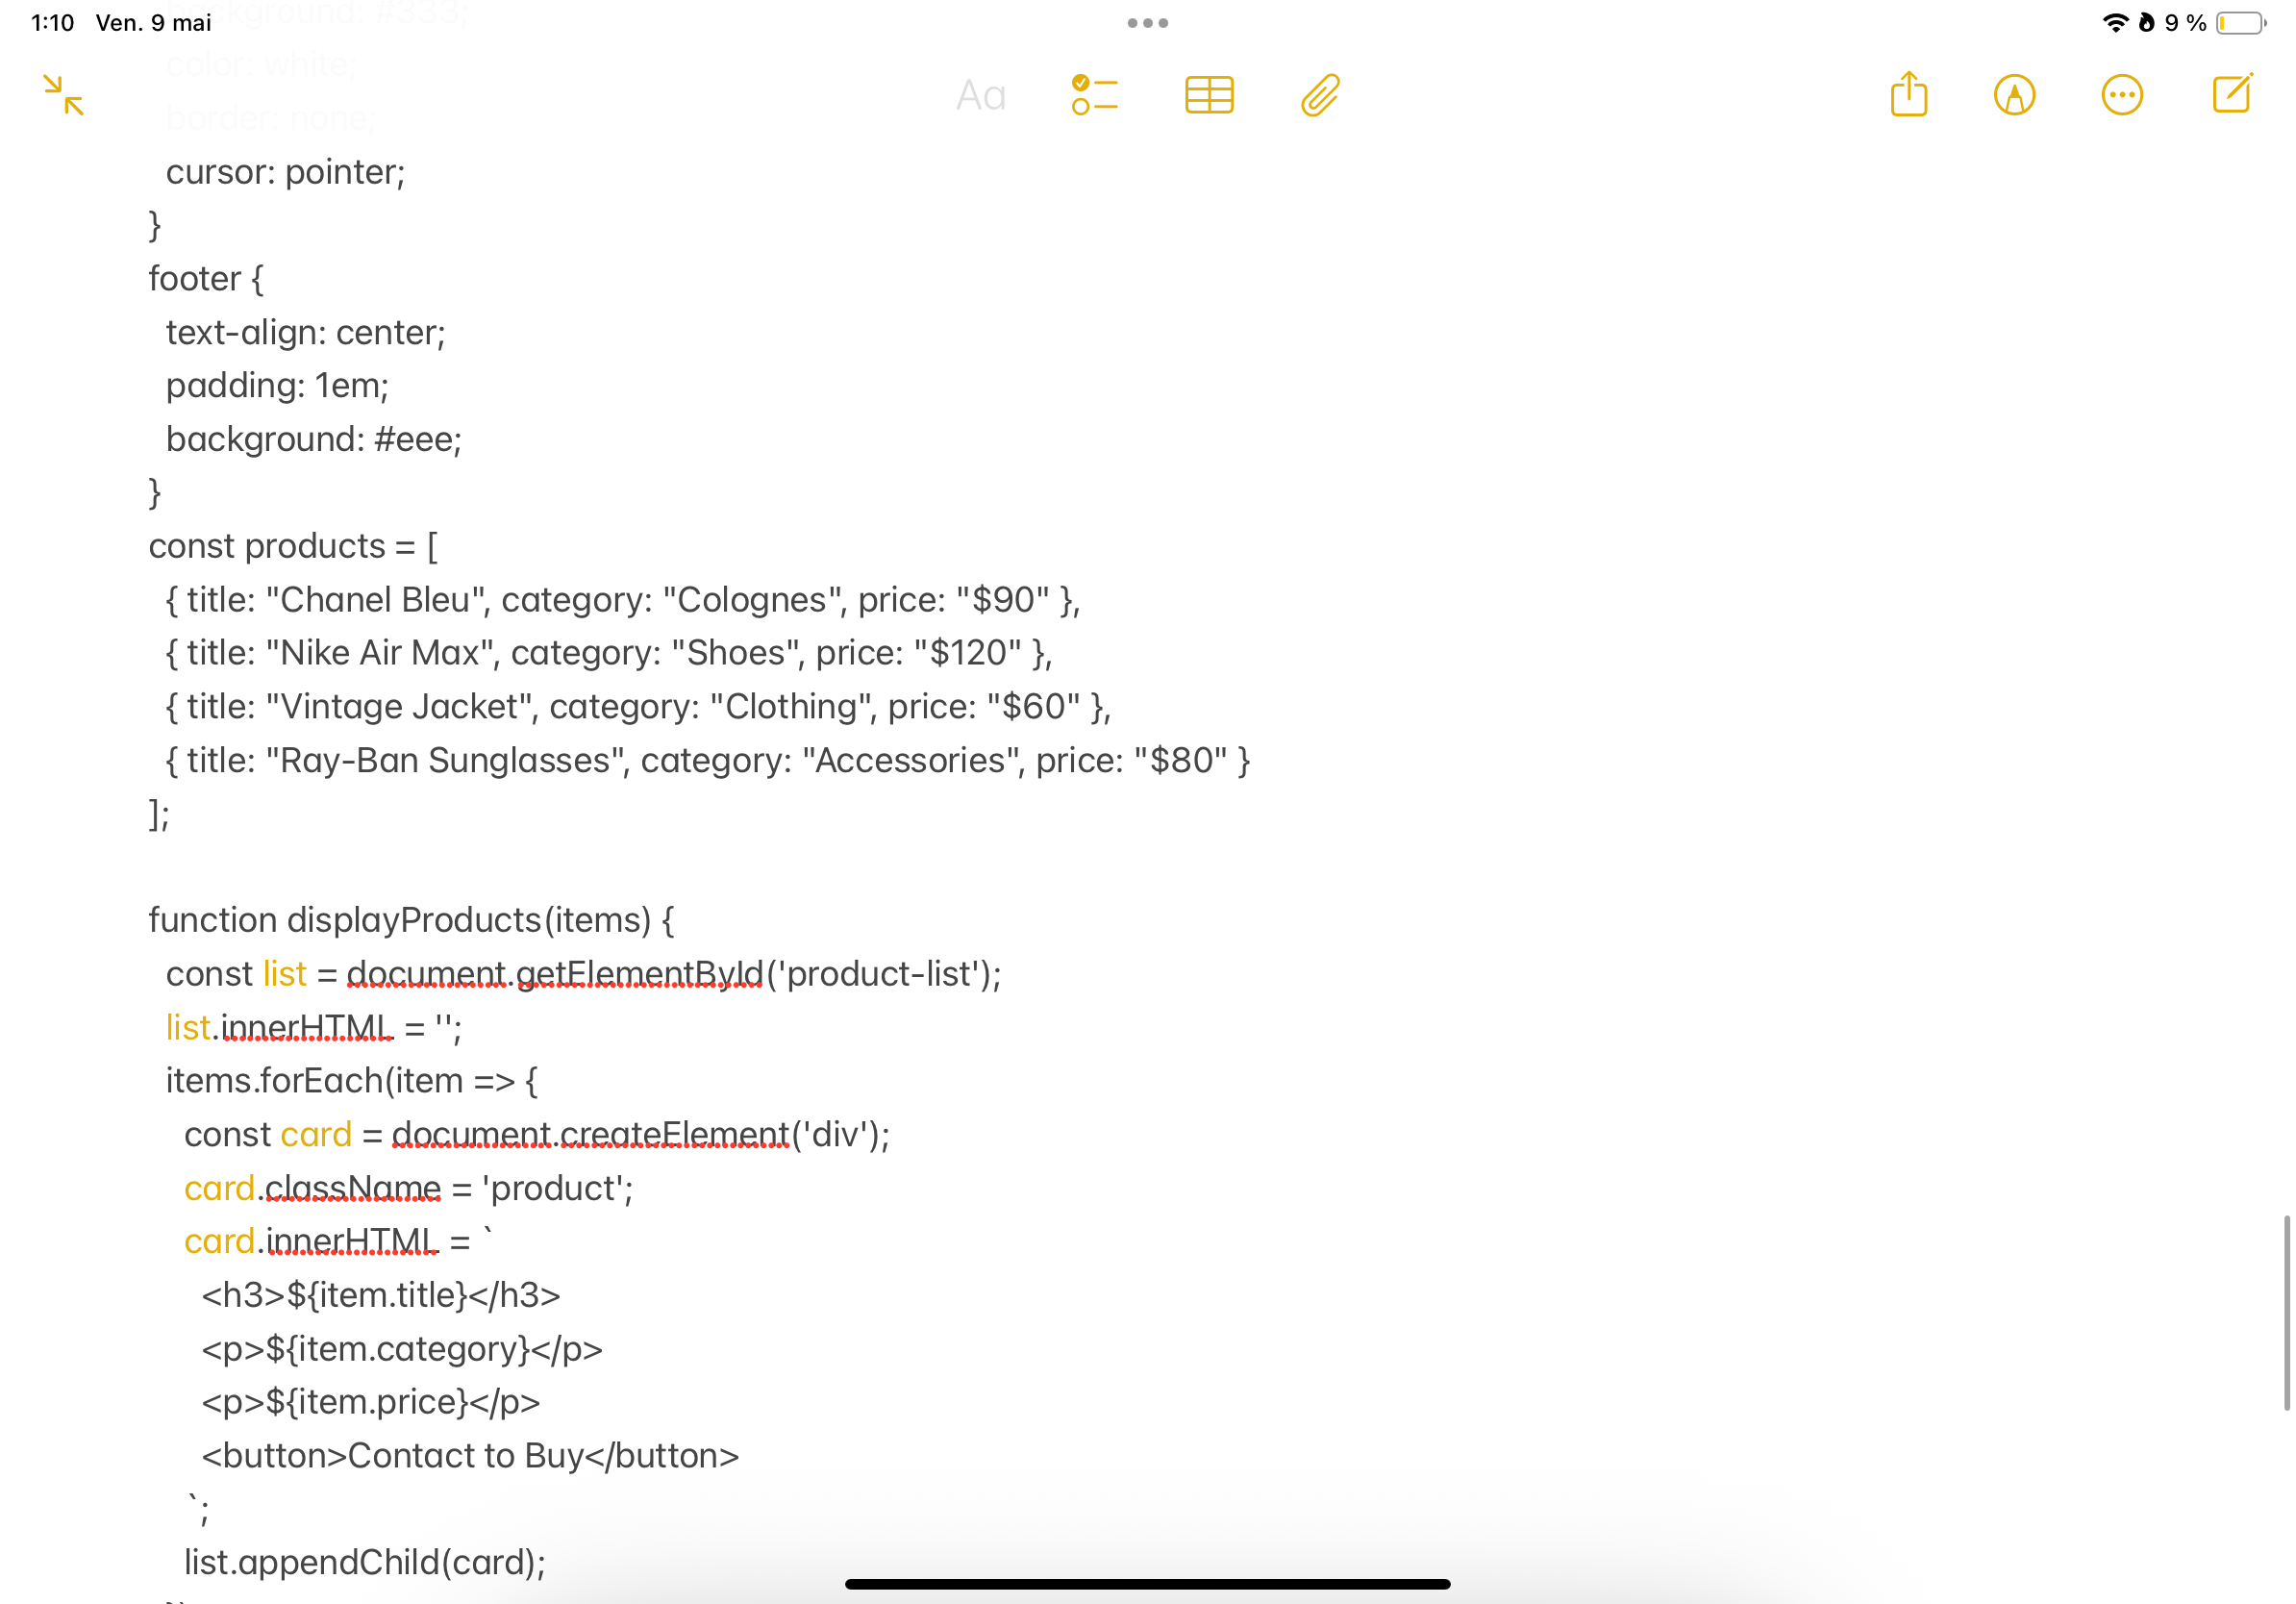 1:10 Ven. 9 mai 9 %
background: #333;
color: white;
border: none;
Aa
cursor: pointer;
}
footer {
text-align: center;
padding: 1em;
background: #eee;
}
const products = [
{ title: "Chanel Bleu", category: "Colognes", price: "$90" },
{ title: "Nike Air Max", category: "Shoes", price: "$120" },
{ title: "Vintage Jacket", category: "Clothing", price: "$60" },
{ title: "Ray-Ban Sunglasses", category: "Accessories", price: "$80" }
];
function displayProducts(items) {
const list = document.getElementById('product-list');
list.innerHTML = '';
items.forEach(item => {
const card = document.createElement('div');
card.className = 'product';
card.innerHTML = `
<h3>${item.title}</h3>
<p>${item.category}</p>
<p>${item.price}</p>
<button>Contact to Buy</button>
`;
list.appendChild(card);